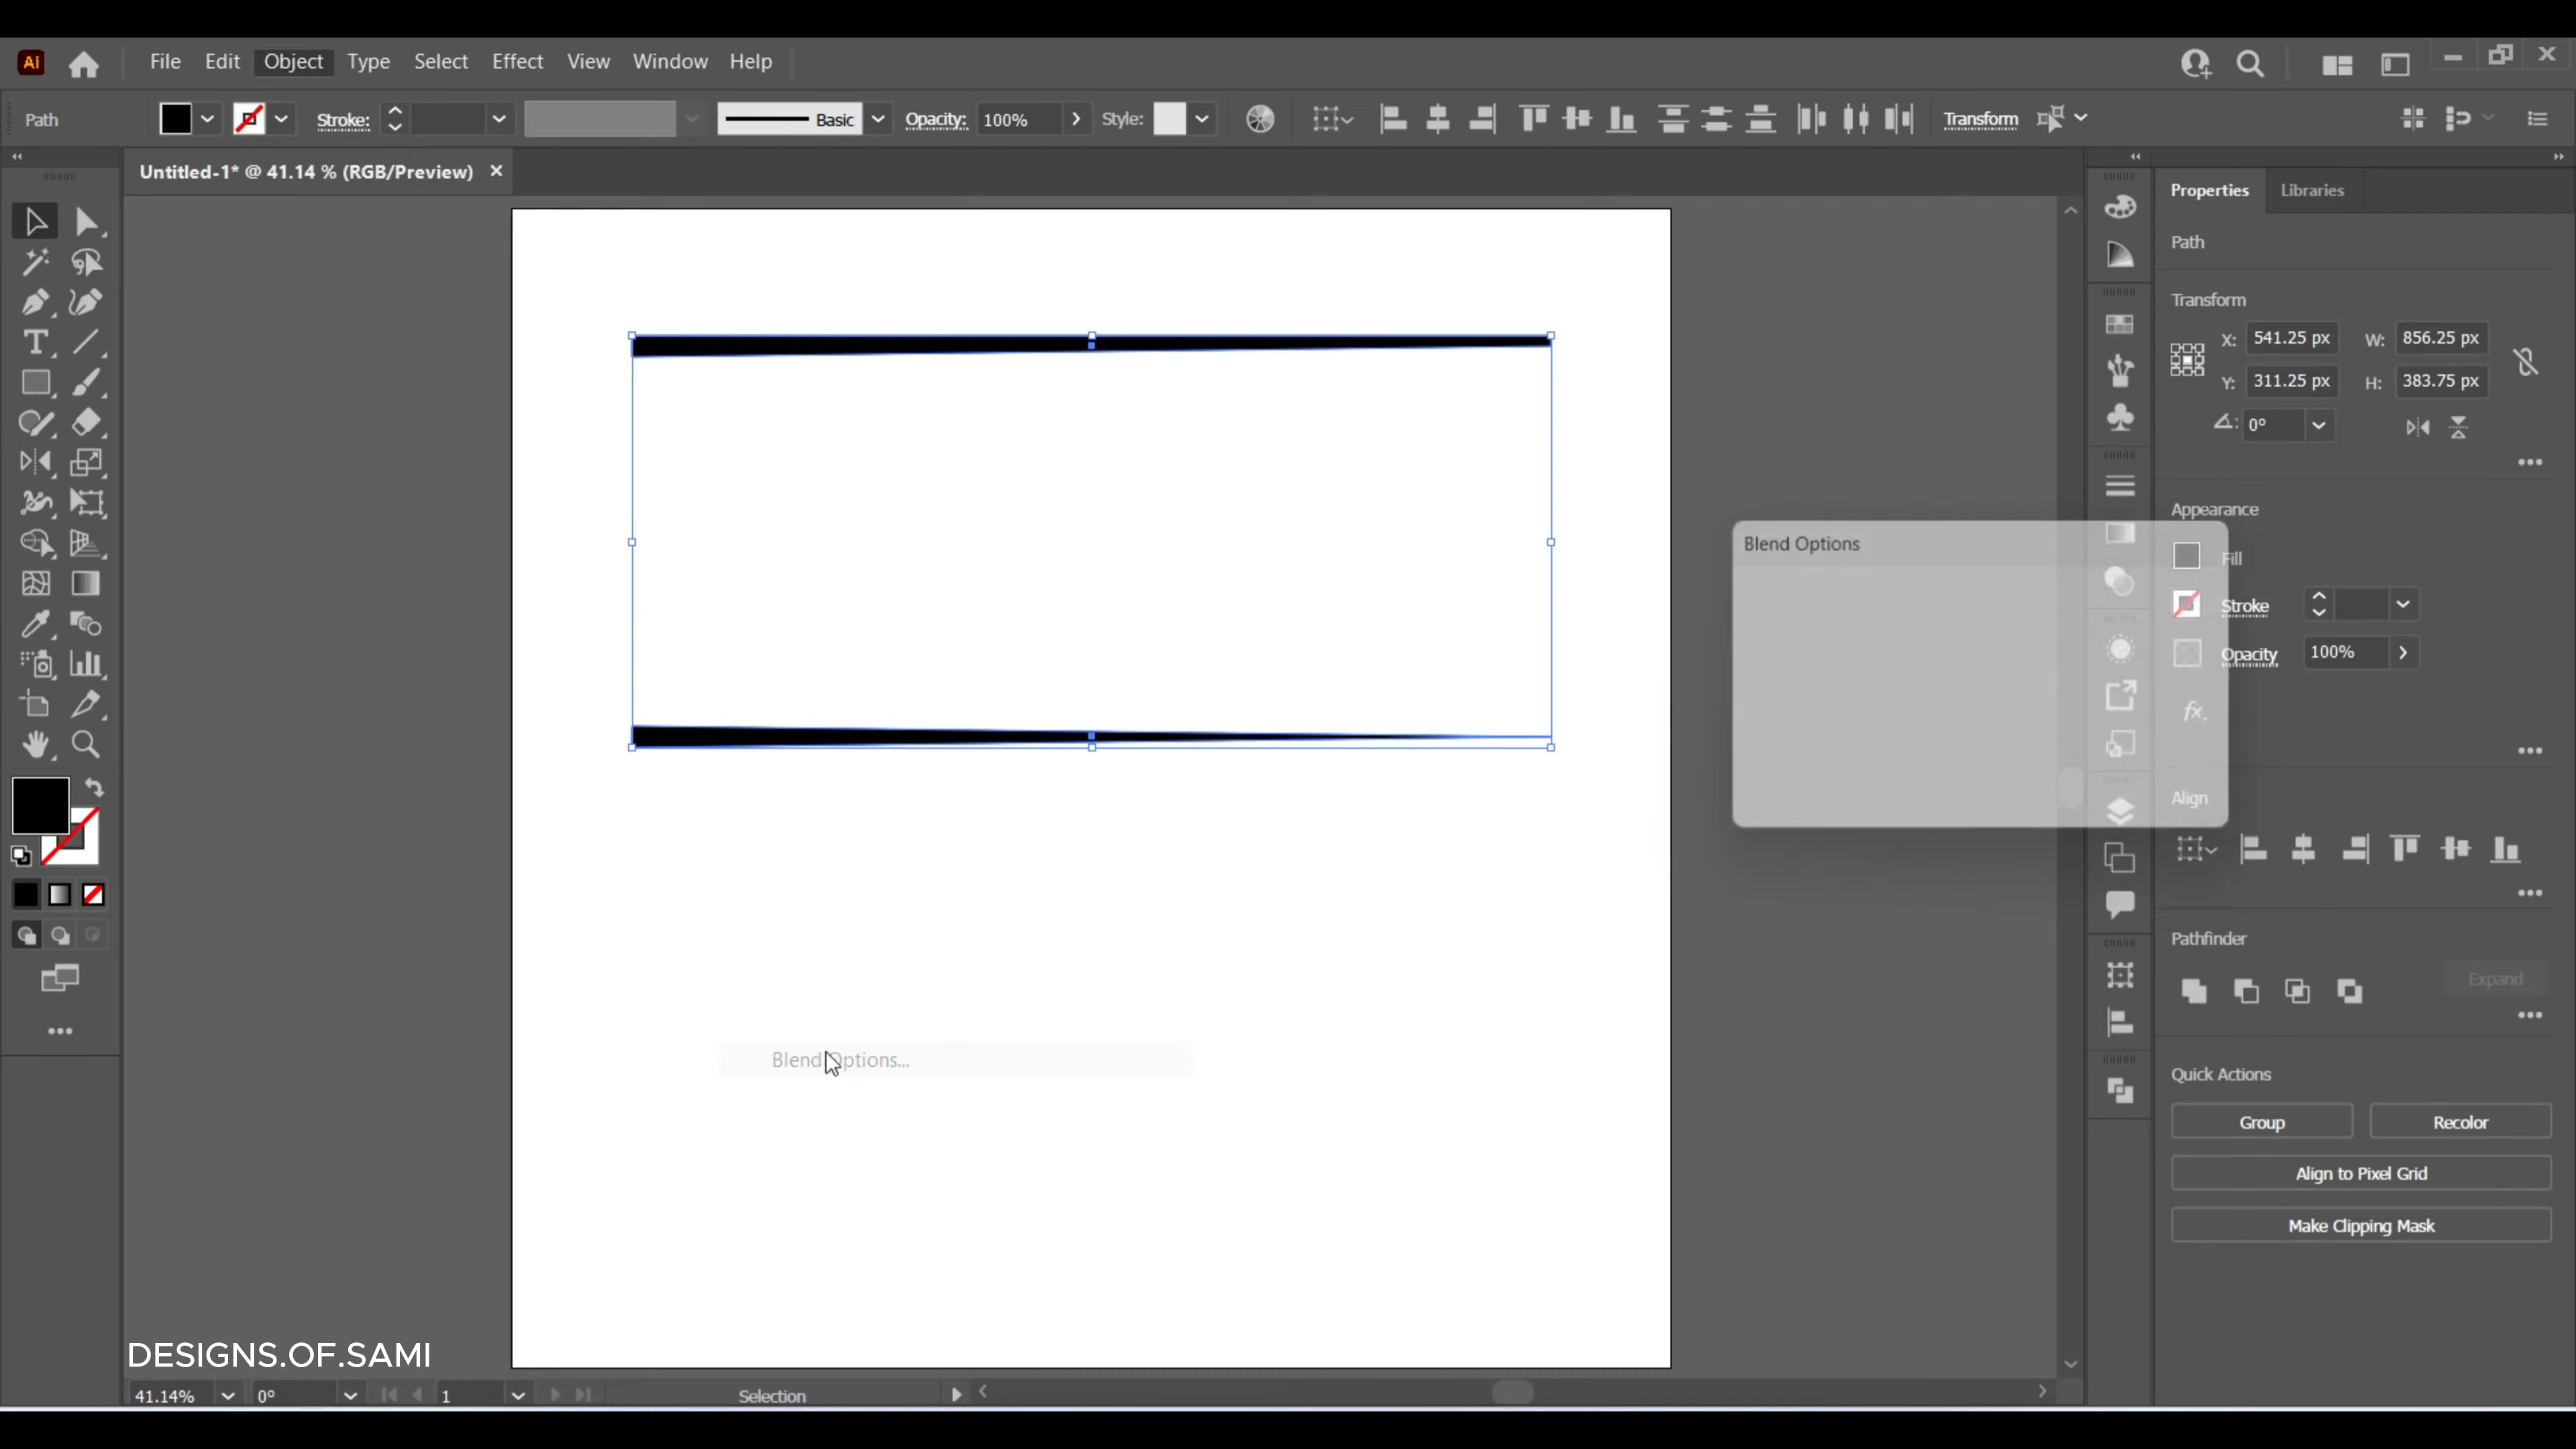 Ai File Edit Object Type Select Effect View Window Help
Path Stroke: Basic Opacity: 100% Style: Transform
Untitled-1* @ 41.14 % (RGB/Preview)
Properties Libraries
Path
Transform
X: 541.25 px W: 856.25 px
Y: 311.25 px H: 383.75 px
0°
Appearance
Blend Options
Fill
Stroke
Opacity 100%
fx
Align
Pathfinder
Expand
Blend Options...
Quick Actions
Group Recolor
Align to Pixel Grid
Make Clipping Mask
DESIGNS.OF.SAMI
41.14% 0° 1 Selection